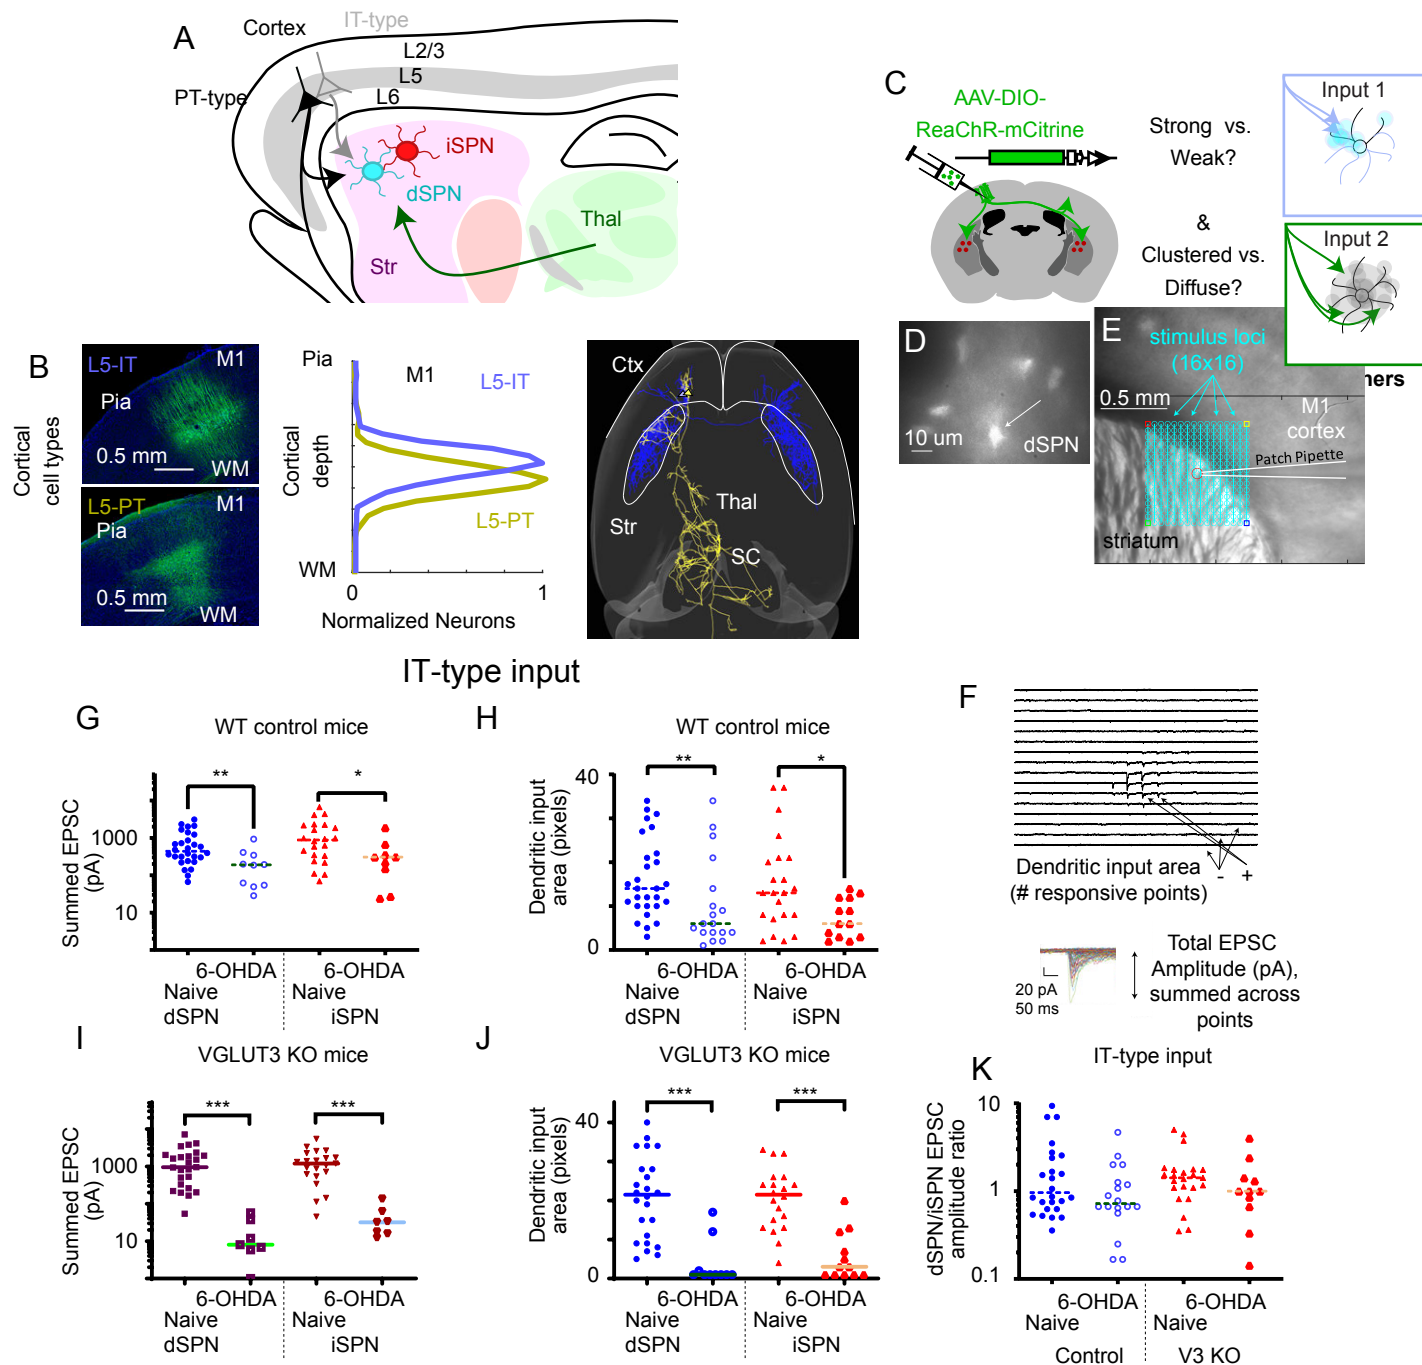 A
Cortex
IT-type
L2/3
L5
PT-type
L6
iSPN
dSPN
Thal
Str
B
Cortical
cell types
L5-IT
M1
Pia
0.5 mm
WM
L5-PT
M1
Pia
0.5 mm
WM
Pia
M1
L5-IT
Cortical
depth
L5-PT
WM
0
1
Normalized Neurons
Ctx
Thal
Str
SC
C
AAV-DIO-
ReaChR-mCitrine
Strong vs.
Weak?
&
Clustered vs.
Diffuse?
Input 1
Input 2
D
10 um
dSPN
E
stimulus loci
(16x16)
0.5 mm
M1
cortex
Patch Pipette
striatum
IT-type input
F
Dendritic input area
(# responsive points)
- +
20 pA
50 ms
Total EPSC
Amplitude (pA),
summed across
points
G
WT control mice
** *
Summed EPSC
(pA)
1000
10
6-OHDA 6-OHDA
Naive Naive
dSPN iSPN
H
WT control mice
** *
Dendritic input
area (pixels)
40
0
6-OHDA 6-OHDA
Naive Naive
dSPN iSPN
I
VGLUT3 KO mice
*** ***
Summed EPSC
(pA)
1000
10
6-OHDA 6-OHDA
Naive Naive
dSPN iSPN
J
VGLUT3 KO mice
*** ***
Dendritic input
area (pixels)
40
0
6-OHDA 6-OHDA
Naive Naive
dSPN iSPN
K
IT-type input
dSPN/iSPN EPSC
amplitude ratio
10
1
0.1
6-OHDA 6-OHDA
Naive Naive
Control V3 KO